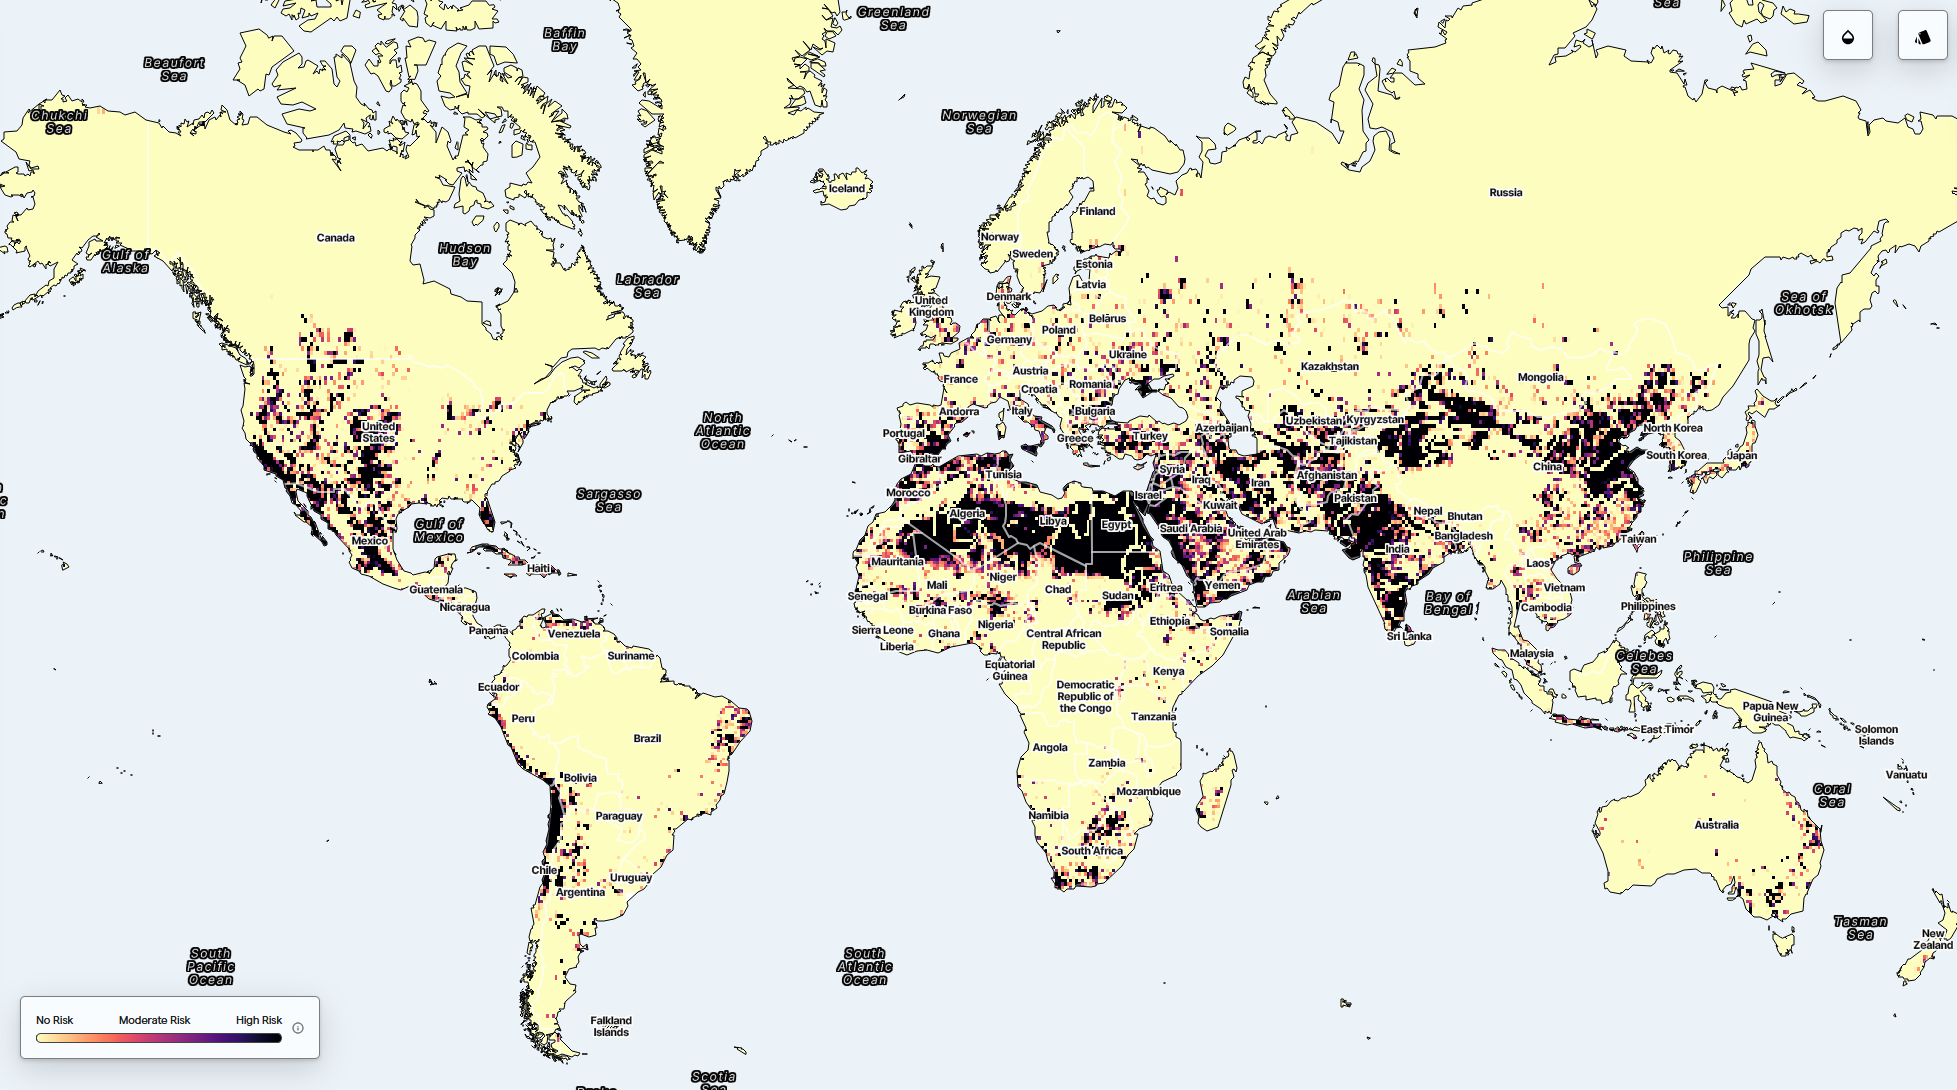 Greenland
Sea
Sea
Baffin
Bay
Beaufort
Sea
Chukchi
Sea
Norwegian
Sea
Iceland
Russia
Finland
Canada
Norway
Hudson
Bay
Sweden
Gulf of
Alaska
Estonia
Labrador
Sea
Latvia
Denmark
United
Kingdom
Sea of
Okhotsk
Belārus
Poland
Germany
Ukraine
Austria
Kazakhstan
Mongolia
France
Romania
Croatia
Andorra
Italy
Bulgaria
North
Atlantic
Ocean
United
States
Uzbekistan
Kyrgyzstan
Azerbaijan
North Korea
Portugal
Greece
Turkey
Tajikistan
South Korea
Japan
Gibraltar
China
Syria
Tunisia
Afghanistan
Iraq
Iran
Sargasso
Sea
Morocco
Israel
Pakistan
Kuwait
Algeria
Libya
Egypt
Nepal
Bhutan
Gulf of
Mexico
Saudi Arabia
United Arab
Emirates
Bangladesh
Taiwan
Mexico
India
Philippine
Sea
Mauritania
Laos
Haiti
Niger
Mali
Chad
Yemen
Eritrea
Vietnam
Guatemala
Senegal
Sudan
Arabian
Sea
Bay of
Bengal
Nicaragua
Burkina Faso
Cambodia
Philippines
Nigeria
Ethiopia
Panama
Venezuela
Sierra Leone
Ghana
Central African
Republic
Somalia
Sri Lanka
Liberia
Colombia
Suriname
Malaysia
Celebes
Sea
Equatorial
Guinea
Kenya
Ecuador
Democratic
Republic of
the Congo
Peru
Tanzania
Papua New
Guinea
Brazil
East Timor
Solomon
Islands
Angola
Zambia
Bolivia
Vanuatu
Mozambique
Coral
Sea
Paraguay
Namibia
Australia
South Africa
Chile
Uruguay
Argentina
Tasman
Sea
New
Zealand
South
Pacific
Ocean
South
Atlantic
Ocean
No Risk
Moderate Risk
High Risk
Falkland
Islands
Scotia
Sea